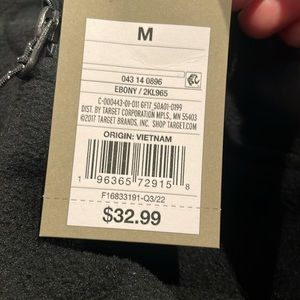 M
043 14 0896
EBONY / 2KL965
C-000443-01-011 6F17 50A01-0199
DIST. BY TARGET CORPORATION MPLS., MN 55403
©2017 TARGET BRANDS, INC. SHOP TARGET.COM
ORIGIN: VIETNAM
1 96365 72915 8
F16833191-Q3/22
$32.99